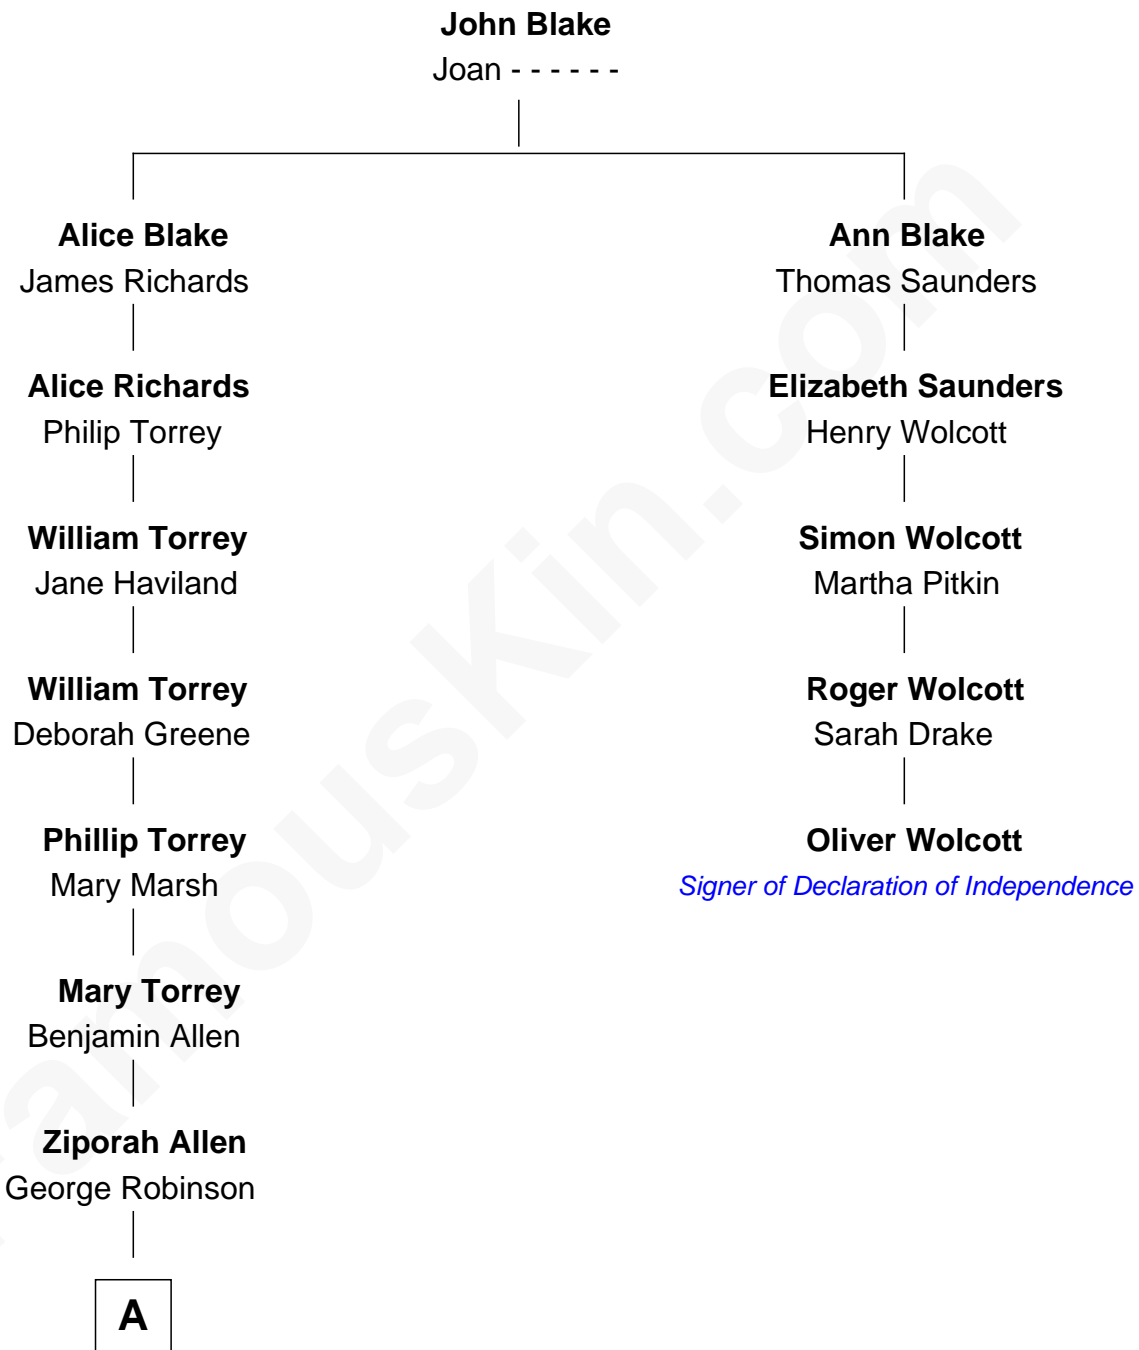 John Blake
Joan - - - - - -
Alice Blake
James Richards
Ann Blake
Thomas Saunders
Alice Richards
Philip Torrey
Elizabeth Saunders
Henry Wolcott
William Torrey
Jane Haviland
Simon Wolcott
Martha Pitkin
William Torrey
Deborah Greene
Roger Wolcott
Sarah Drake
Phillip Torrey
Mary Marsh
Oliver Wolcott
Signer of Declaration of Independence
Mary Torrey
Benjamin Allen
Ziporah Allen
George Robinson
A
FamousKin.com